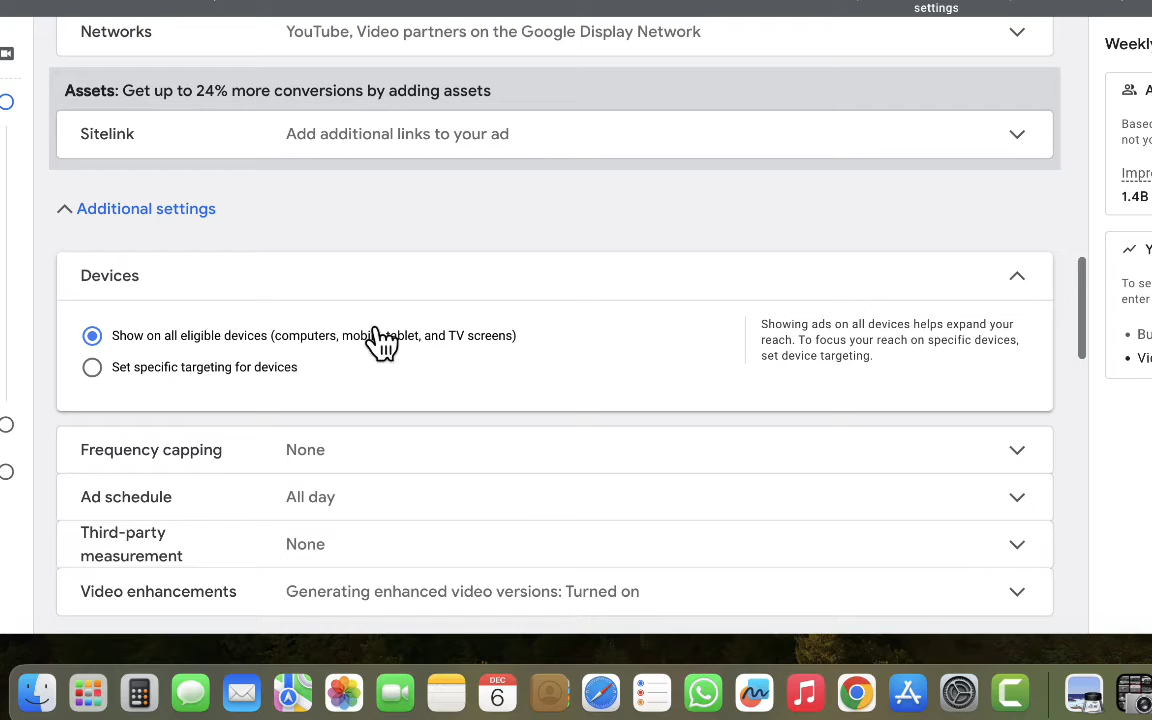 settings
Networks
YouTube, Video partners on the Google Display Network
Weekly
Assets: Get up to 24% more conversions by adding assets
Sitelink
Add additional links to your ad
Based
not yo
Impre
1.4B
Additional settings
Devices
Show on all eligible devices (computers, mobile, tablet, and TV screens)
Set specific targeting for devices
Showing ads on all devices helps expand your
reach. To focus your reach on specific devices,
set device targeting.
To se
enter
• Bu
• Vi
Frequency capping
None
Ad schedule
All day
Third-party
measurement
None
Video enhancements
Generating enhanced video versions: Turned on
DEC
6